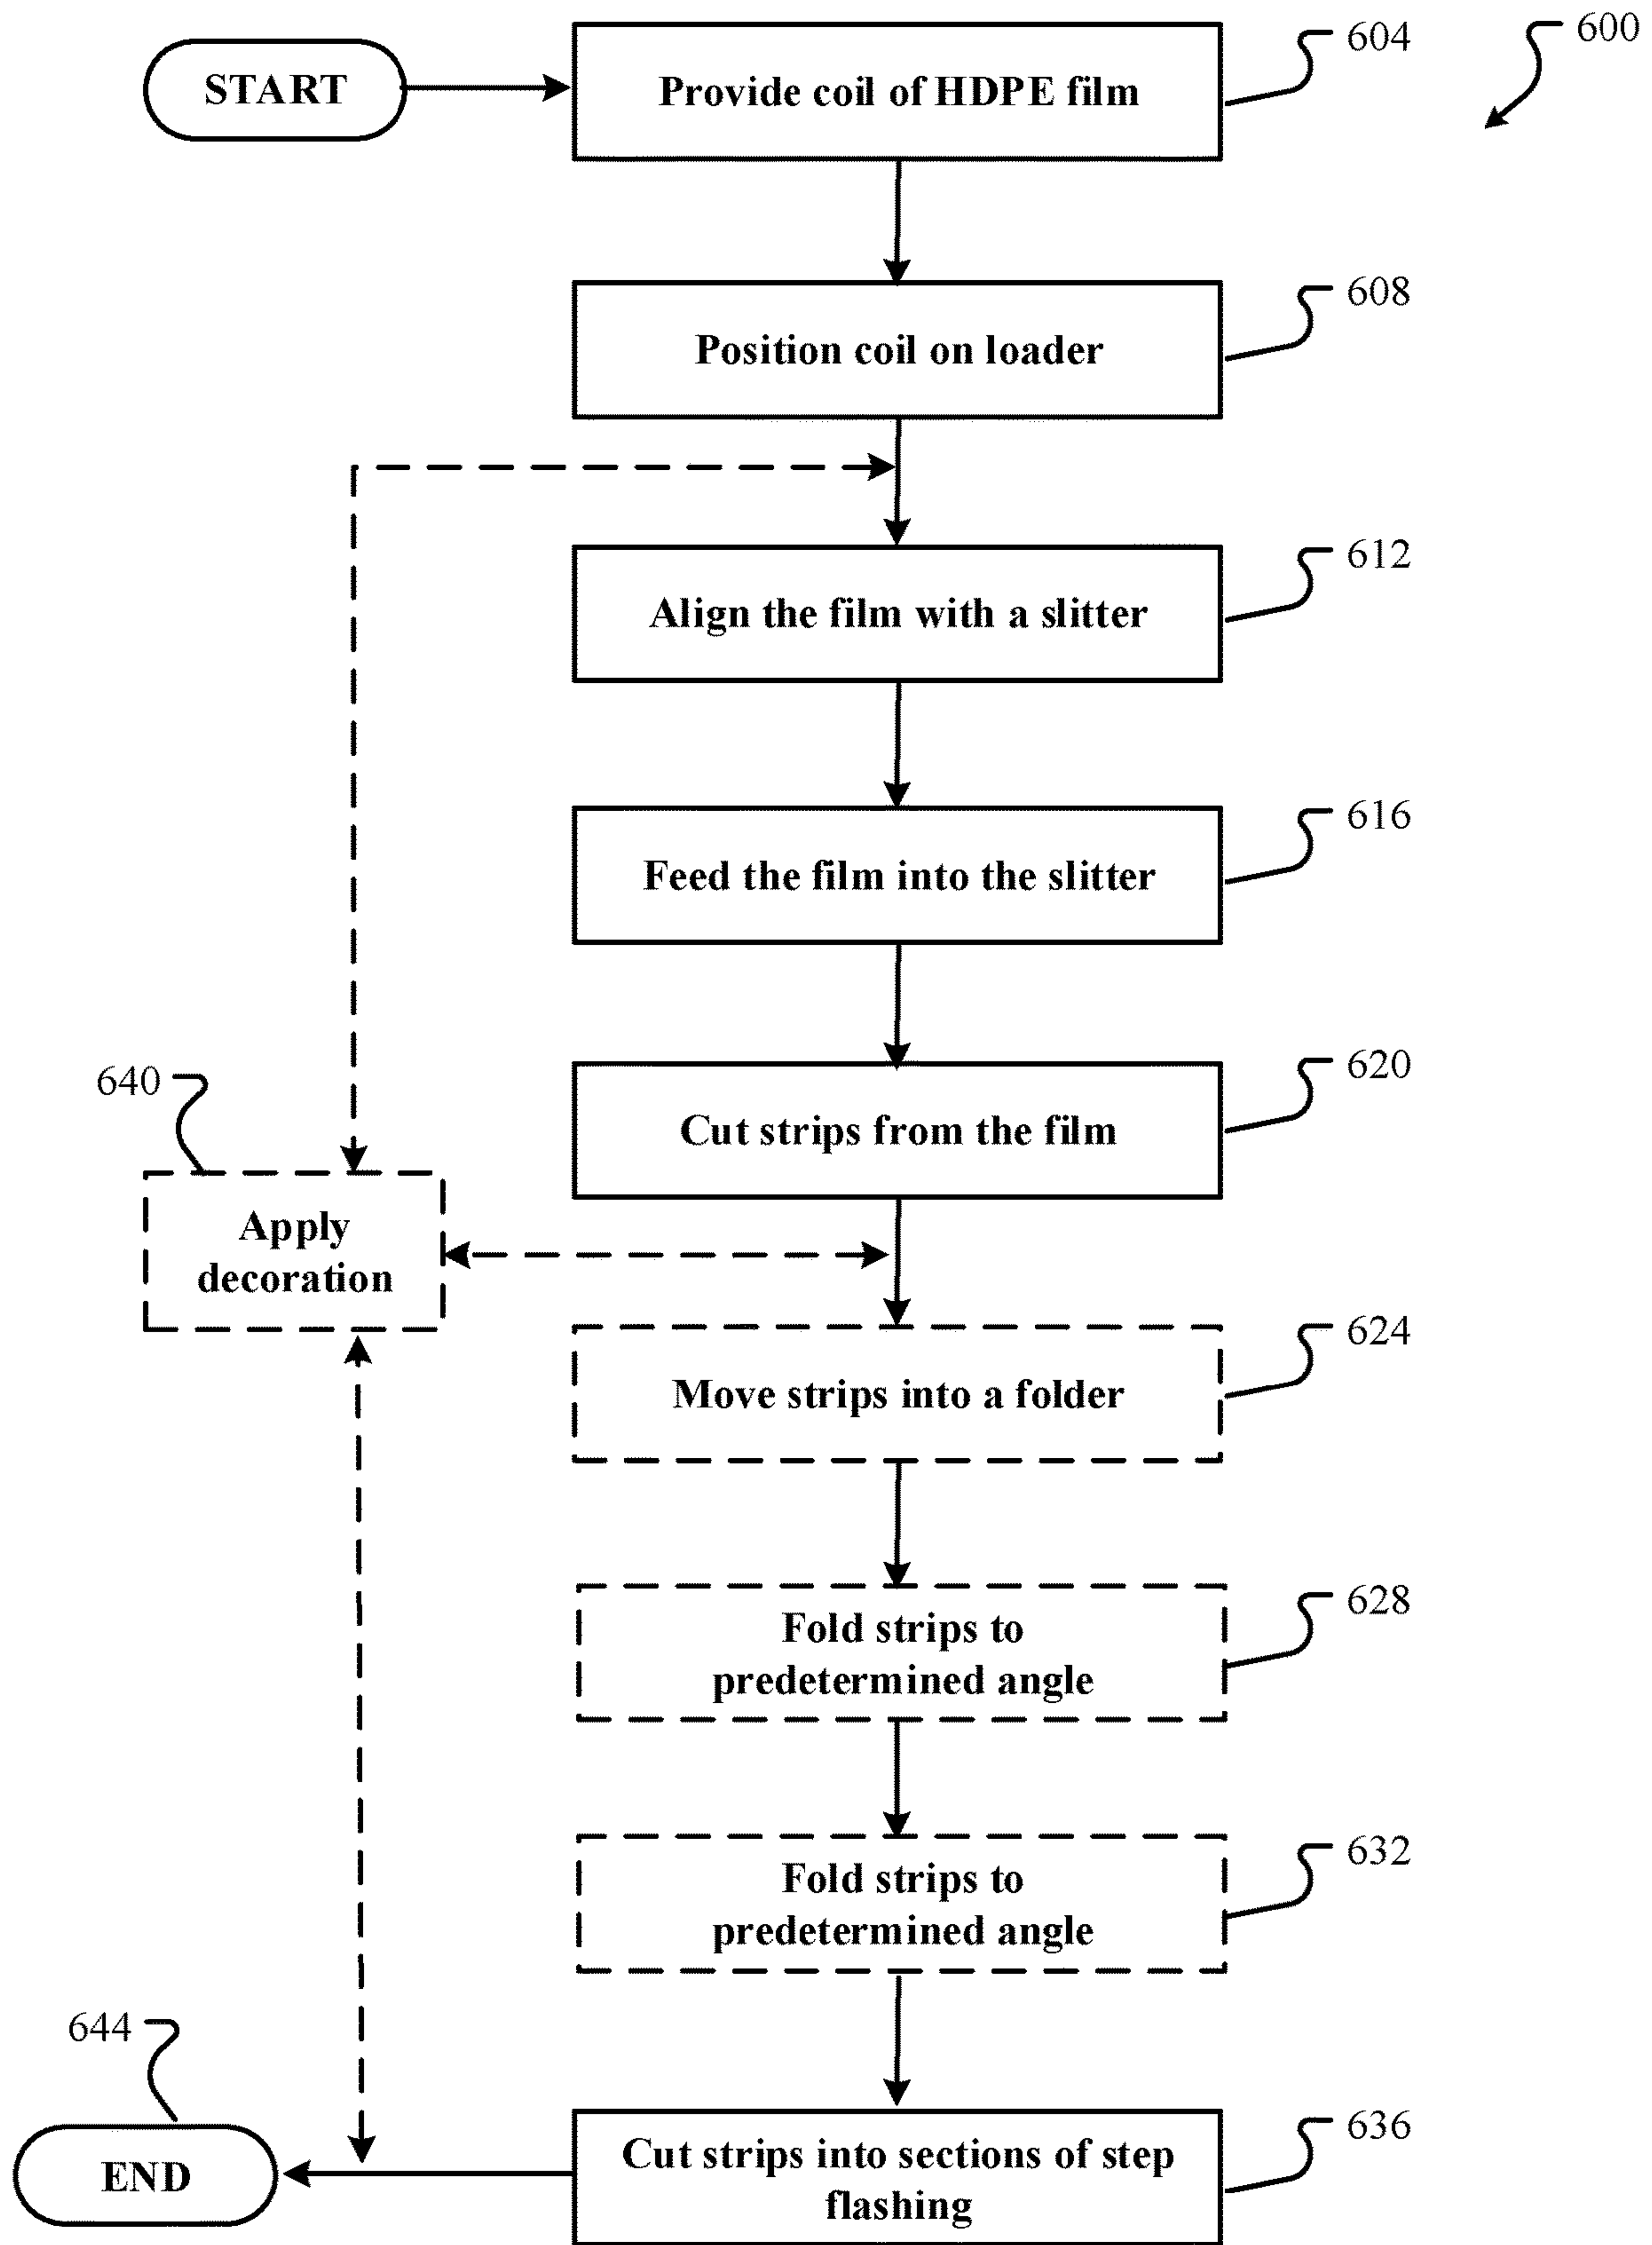 600
START
Provide coil of HDPE film
604
Position coil on loader
608
Align the film with a slitter
612
Feed the film into the slitter
616
Cut strips from the film
620
640
Apply
decoration
Move strips into a folder
624
Fold strips to
predetermined angle
628
Fold strips to
predetermined angle
632
Cut strips into sections of step
flashing
636
644
END